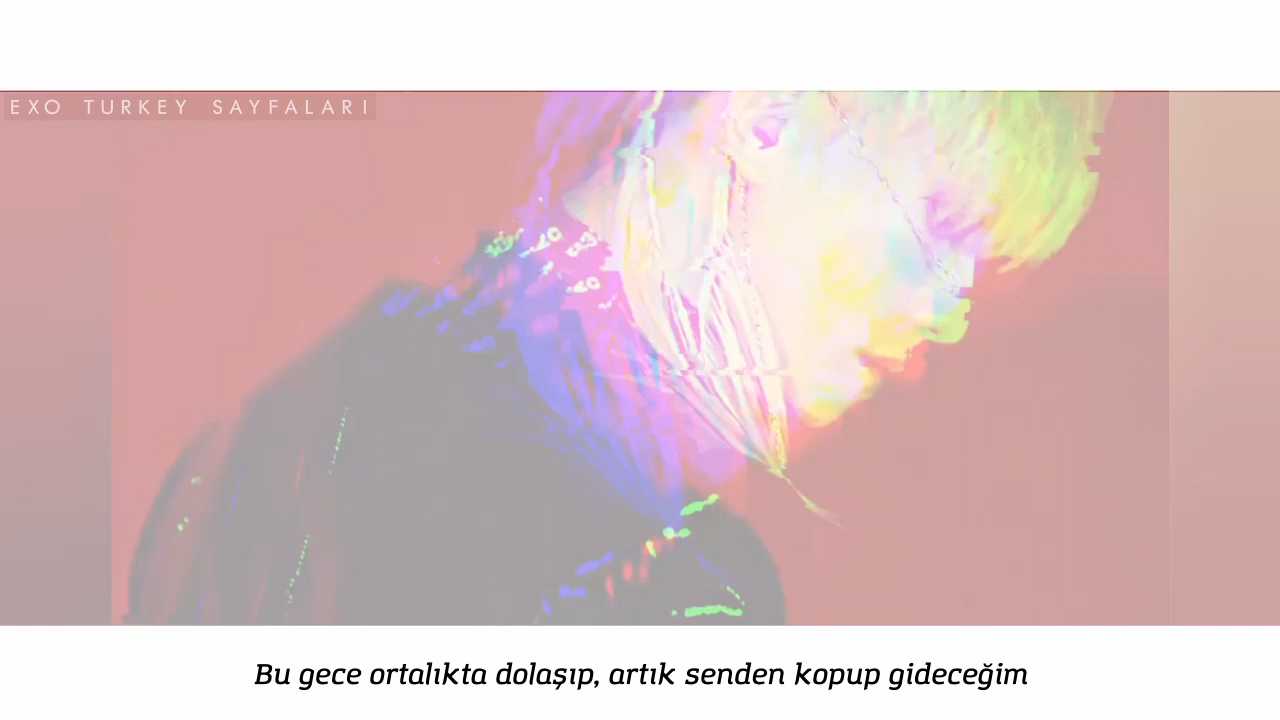 EXO TURKEY SAYFALARI
Bu gece ortalıkta dolaşıp, artık senden kopup gideceğim